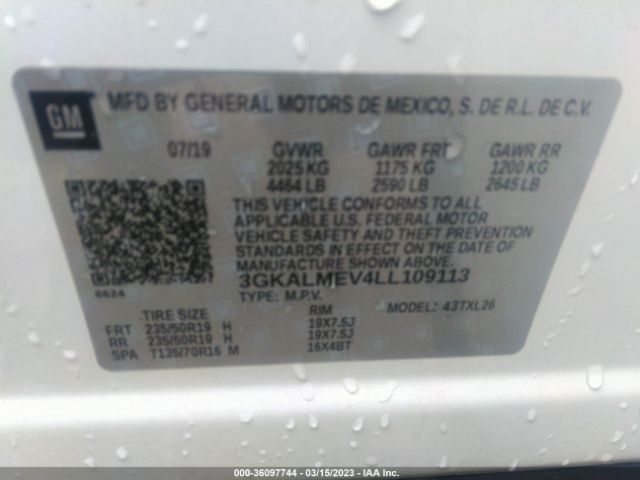 GM
MFD BY GENERAL MOTORS DE MEXICO, S. DE R.L. DE C.V.
07/19 GVWR GAWR FRT GAWR RR
2025 KG 1175 KG 1200 KG
4464 LB 2590 LB 2645 LB
THIS VEHICLE CONFORMS TO ALL
APPLICABLE U.S. FEDERAL MOTOR
VEHICLE SAFETY AND THEFT PREVENTION
STANDARDS IN EFFECT ON THE DATE OF
MANUFACTURE SHOWN ABOVE.
3GKALMEV4LL109113
8624 TYPE: M.P.V. MODEL: 43TXL26
TIRE SIZE RIM
FRT 235/50R19 H 19X7.5J
RR 235/50R19 H 19X7.5J
SPA T135/70R16 M 16X4BT
000-36097744 - 03/15/2023 - IAA Inc.